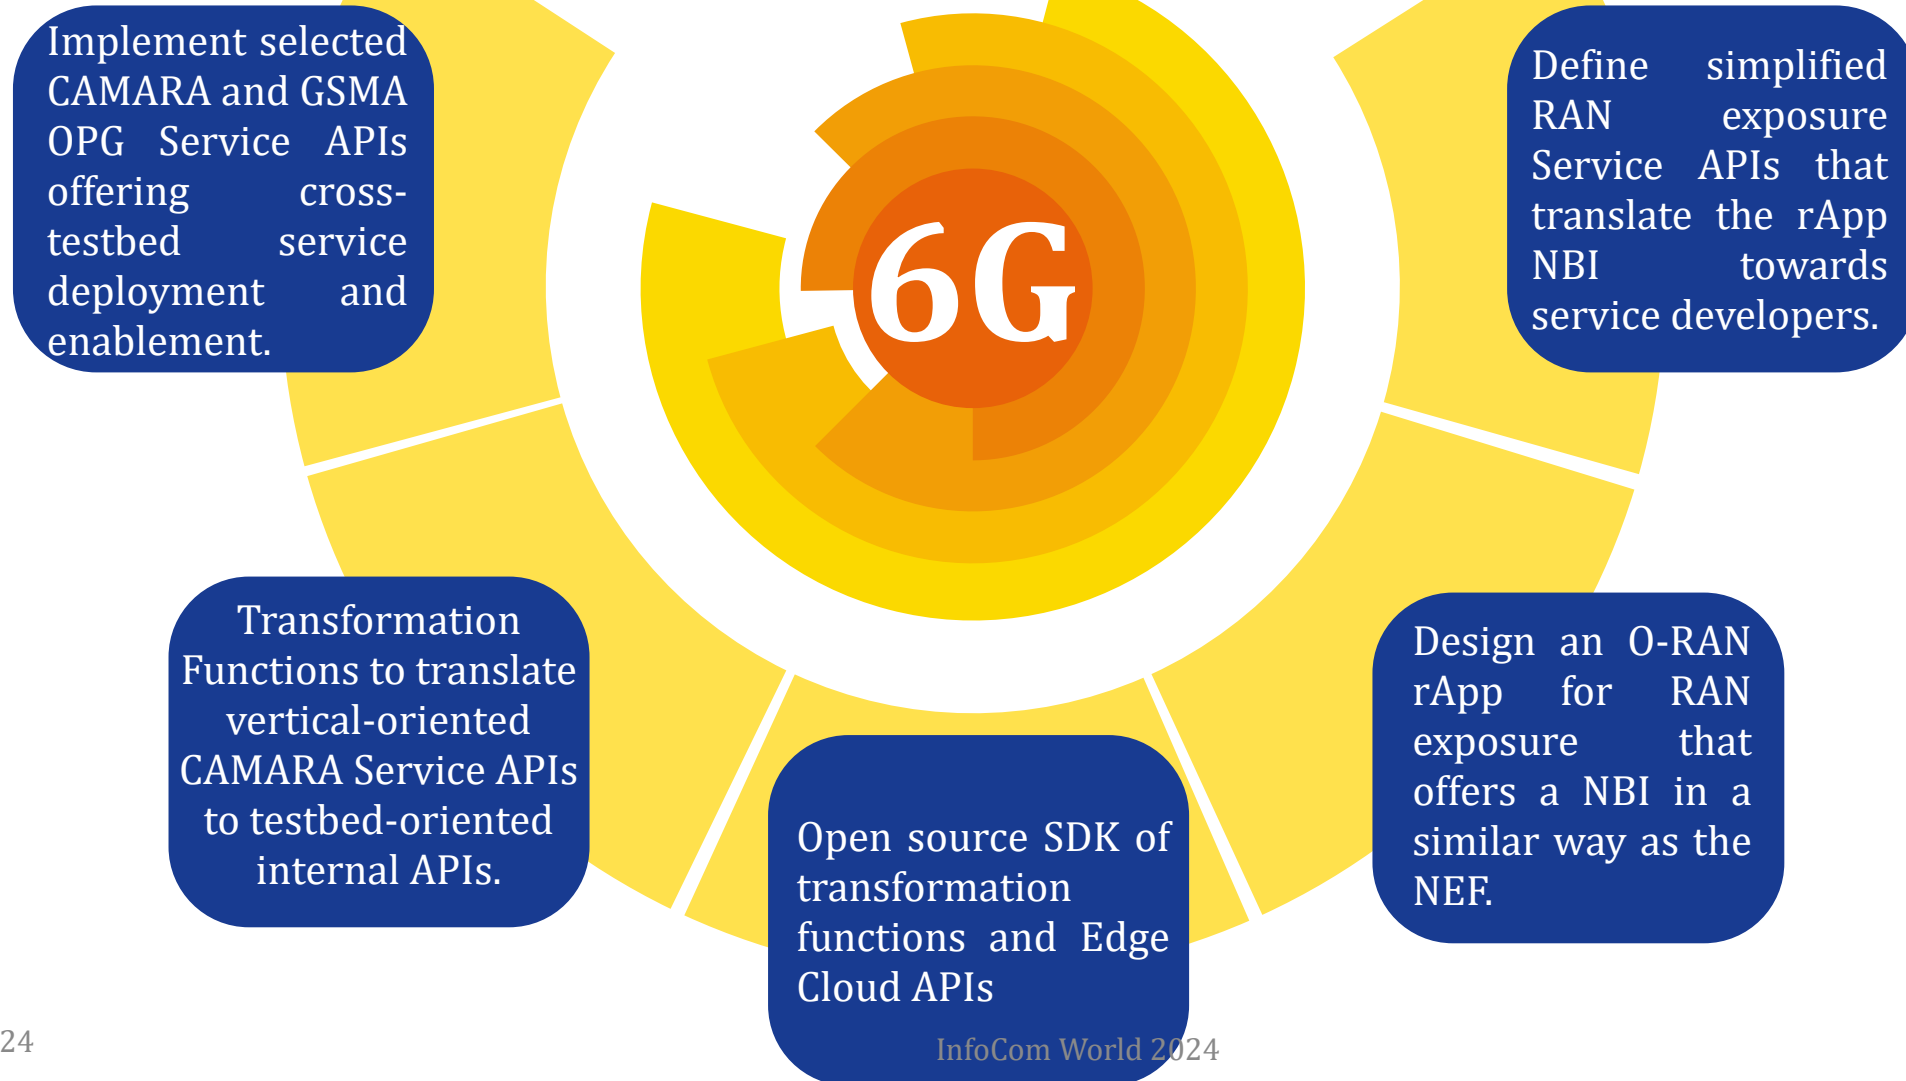 Implement selected
CAMARA and GSMA
OPG Service APIs
offering cross-
testbed service
deployment and
enablement.
6G
Define simplified
RAN exposure
Service APIs that
translate the rApp
NBI towards
service developers.
Transformation
Functions to translate
vertical-oriented
CAMARA Service APIs
to testbed-oriented
internal APIs.
Open source SDK of
transformation
functions and Edge
Cloud APIs
Design an O-RAN
rApp for RAN
exposure that
offers a NBI in a
similar way as the
NEF.
24
InfoCom World 2024